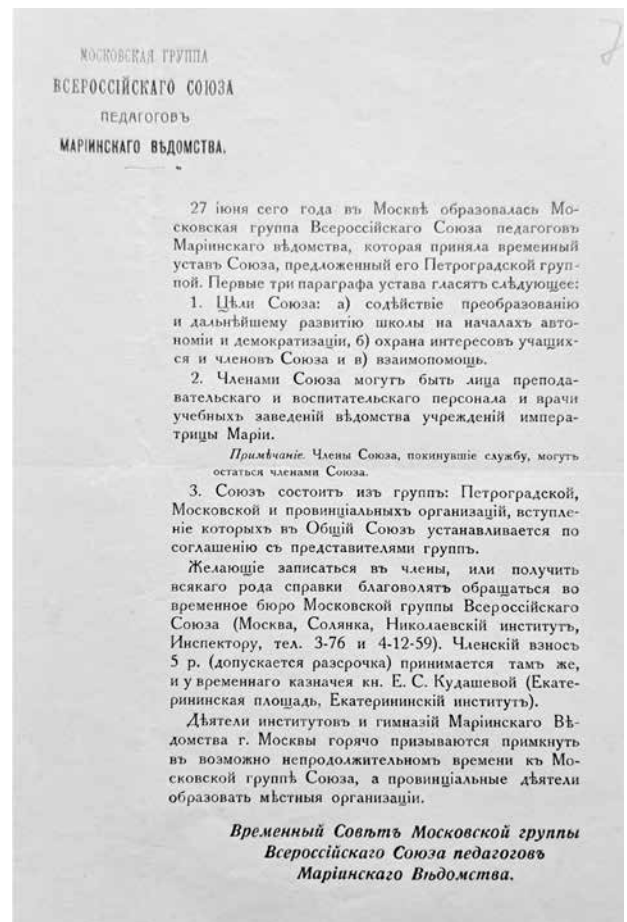 МОСКОВСКАЯ ГРУППА
ВСЕРОССІЙСКАГО СОЮЗА
ПЕДАГОГОВЪ
МАРІИНСКАГО ВѢДОМСТВА.
27 іюня сего года въ Москвѣ образовалась Мо-
сковская группа Всероссійскаго Союза педагоговъ
Маріинскаго вѣдомства, которая приняла временный
уставъ Союза, предложенный его Петроградской груп-
пой. Первые три параграфа устава гласятъ слѣдующее:
1. Цѣли Союза: а) содѣйствіе преобразованію
и дальнѣйшему развитію школы на началахъ авто-
номіи и демократизаціи, б) охрана интересовъ учащих-
ся и членовъ Союза и в) взаимопомощь.
2. Членами Союза могутъ быть лица препода-
вательскаго и воспитательскаго персонала и врачи
учебныхъ заведеній вѣдомства учрежденій импера-
трицы Маріи.
Примѣчаніе. Члены Союза, покинувшіе службу, могутъ
остаться членами Союза.
3. Союзъ состоитъ изъ группъ: Петроградской,
Московской и провинціальныхъ организацій, вступле-
ніе которыхъ въ Общій Союзъ устанавливается по
соглашенію съ представителями группъ.
Желающіе записаться въ члены, или получить
всякаго рода справки благоволятъ обращаться во
временное бюро Московской группы Всероссійскаго
Союза (Москва, Солянка, Николаевскій институтъ,
Инспектору, тел. 3-76 и 4-12-59). Членскій взносъ
5 р. (допускается разсрочка) принимается тамъ же,
и у временнаго казначея кн. Е. С. Кудашевой (Екате-
рининская площадь, Екатерининскій институтъ).
Дѣятели институтовъ и гимназій Маріинскаго Вѣ-
домства г. Москвы горячо призываются примкнуть
въ возможно непродолжительномъ времени къ Мо-
сковской группѣ Союза, а провинціальные дѣятели
образовать мѣстныя организаціи.
Временный Совѣтъ Московской группы
Всероссійскаго Союза педагоговъ
Маріинскаго Вѣдомства.